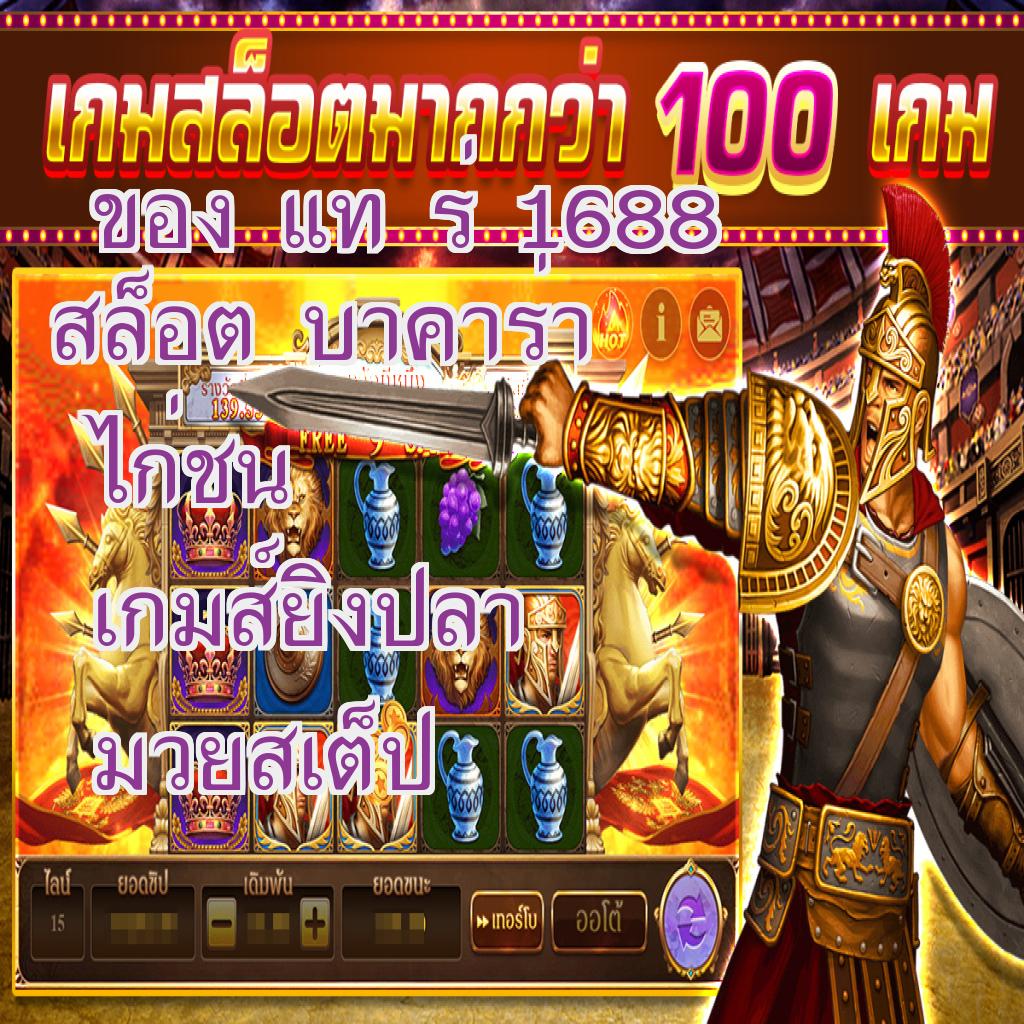 เกมสล็อตมากกว่า 100 เกม
ของ แท ร่ 1688
สล็อต บาคาร่า
HOT
i
139.
FREE
ไก่ชน
เกมส์ยิงปลา
มวยสเต็ป
ไลน์ ยอดชิป เดิมพัน ยอดชนะ
15 − + เทอร์โบ ออโต้